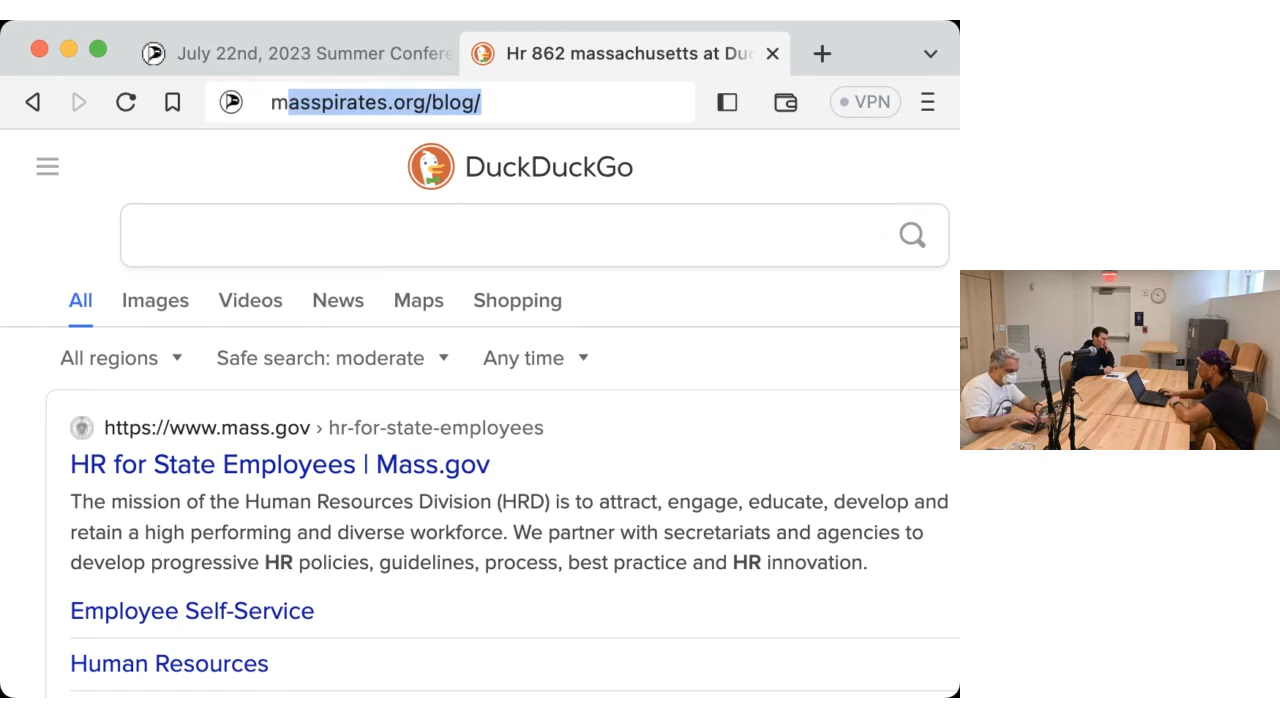 July 22nd, 2023 Summer Confere
Hr 862 massachusetts at Duc
masspirates.org/blog/
VPN
DuckDuckGo
All Images Videos News Maps Shopping
All regions Safe search: moderate Any time
https://www.mass.gov › hr-for-state-employees
HR for State Employees | Mass.gov
The mission of the Human Resources Division (HRD) is to attract, engage, educate, develop and
retain a high performing and diverse workforce. We partner with secretariats and agencies to
develop progressive HR policies, guidelines, process, best practice and HR innovation.
Employee Self-Service
Human Resources